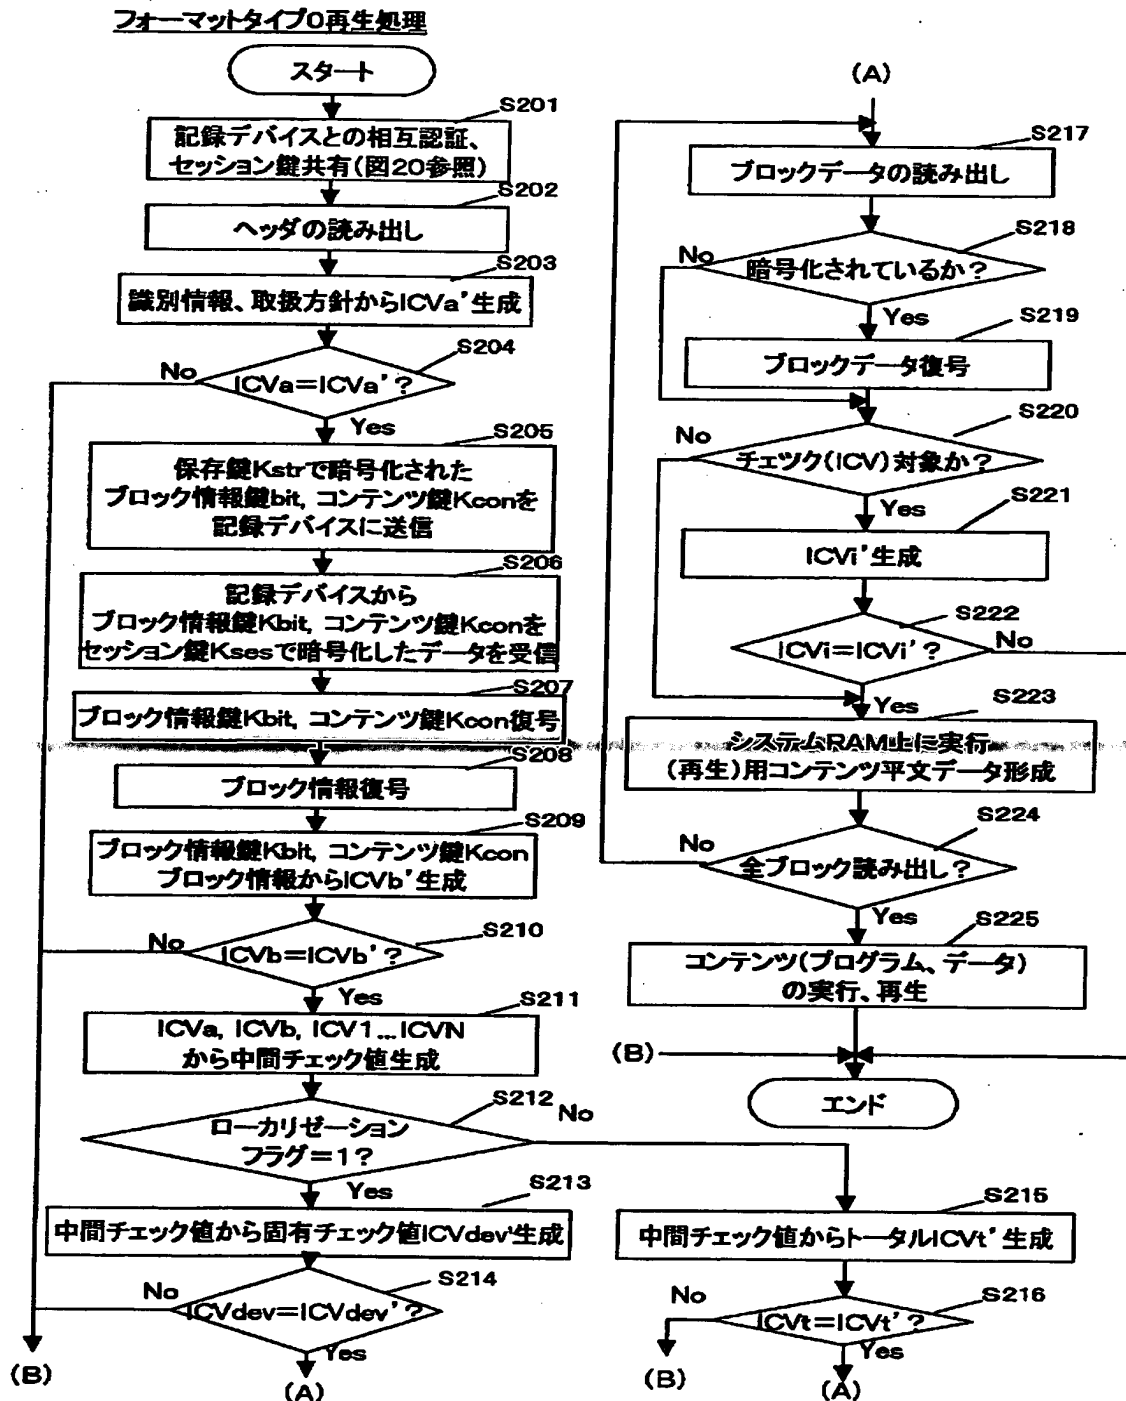 フォーマットタイプ0再生処理
スタート
S201
記録デバイスとの相互認証、
セッション鍵共有(図20参照)
S202
ヘッダの読み出し
S203
識別情報、取扱方針からICVa'生成
S204
No
ICVa=ICVa'?
Yes
S205
保存鍵Kstrで暗号化された
ブロック情報鍵bit, コンテンツ鍵Kconを
記録デバイスに送信
S206
記録デバイスから
ブロック情報鍵Kbit, コンテンツ鍵Kconを
セッション鍵Ksesで暗号化したデータを受信
S207
ブロック情報鍵Kbit, コンテンツ鍵Kcon復号
S208
ブロック情報復号
S209
ブロック情報鍵Kbit, コンテンツ鍵Kcon
ブロック情報からICVb'生成
S210
No
ICVb=ICVb'?
Yes
S211
ICVa, ICVb, ICV1...ICVN
から中間チェック値生成
S212
No
ローカリゼーション
フラグ=1?
Yes
S213
中間チェック値から固有チェック値ICVdev'生成
S214
No
ICVdev=ICVdev'?
Yes
(B)
(A)
(A)
S217
ブロックデータの読み出し
S218
No
暗号化されているか?
Yes
S219
ブロックデータ復号
S220
No
チェツク(ICV)対象か?
Yes
S221
ICVi'生成
S222
ICVi=ICVi'?
No
Yes
S223
システムRAM上に実行
(再生)用コンテンツ平文データ形成
S224
No
全ブロック読み出し?
Yes
S225
コンテンツ(プログラム、データ)
の実行、再生
(B)
エンド
S215
中間チェック値からトータルICVt'生成
S216
No
ICVt=ICVt'?
Yes
(B)
(A)